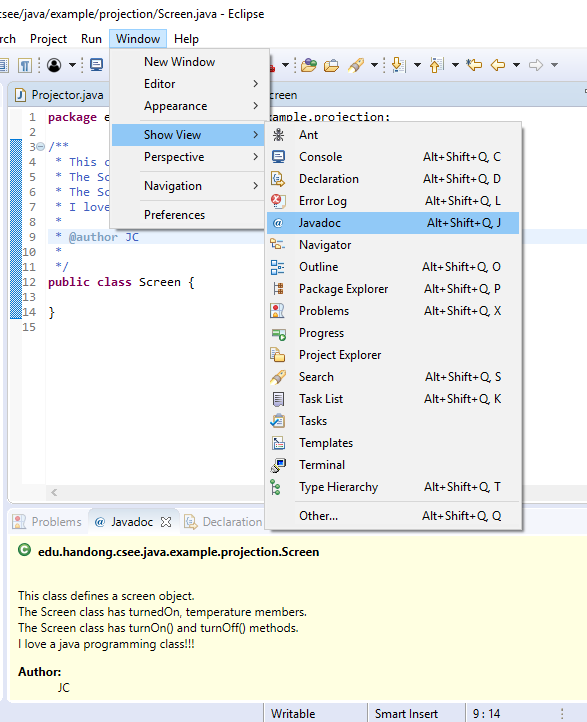 csee/java/example/projection/Screen.java - Eclipse
rch Project Run Window Help
New Window
Editor
Appearance
Show View
Perspective
Navigation
Preferences
Ant
Console Alt+Shift+Q, C
Declaration Alt+Shift+Q, D
Error Log Alt+Shift+Q, L
Javadoc Alt+Shift+Q, J
Navigator
Outline Alt+Shift+Q, O
Package Explorer Alt+Shift+Q, P
Problems Alt+Shift+Q, X
Progress
Project Explorer
Search Alt+Shift+Q, S
Task List Alt+Shift+Q, K
Tasks
Templates
Terminal
Type Hierarchy Alt+Shift+Q, T
Other... Alt+Shift+Q, Q
Projector.java creen
1 package e xample.projection;
2
3 /**
4 * This c
5 * The Sc
6 * The Sc
7 * I love
8 *
9 * @author JC
10 *
11 */
12 public class Screen {
13
14 }
15
Problems @ Javadoc Declaration
edu.handong.csee.java.example.projection.Screen
This class defines a screen object.
The Screen class has turnedOn, temperature members.
The Screen class has turnOn() and turnOff() methods.
I love a java programming class!!!
Author:
JC
Writable Smart Insert 9 : 14